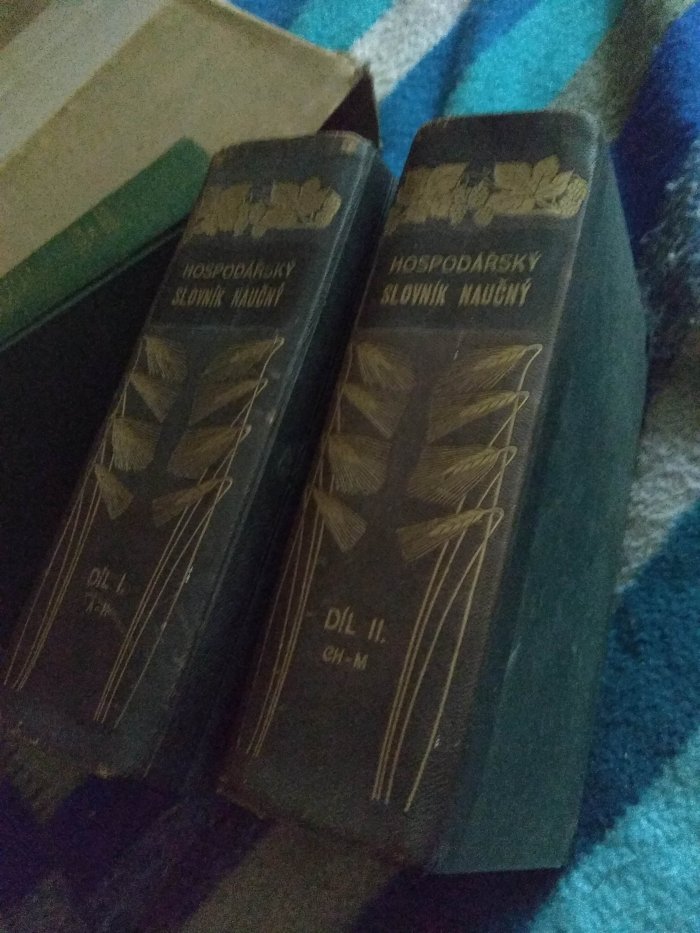 HOSPODÁŘSKÝ
SLOVNÍK NAUČNÝ
DÍL I.
HOSPODÁŘSKÝ
SLOVNÍK NAUČNÝ
DÍL II.
CH-M